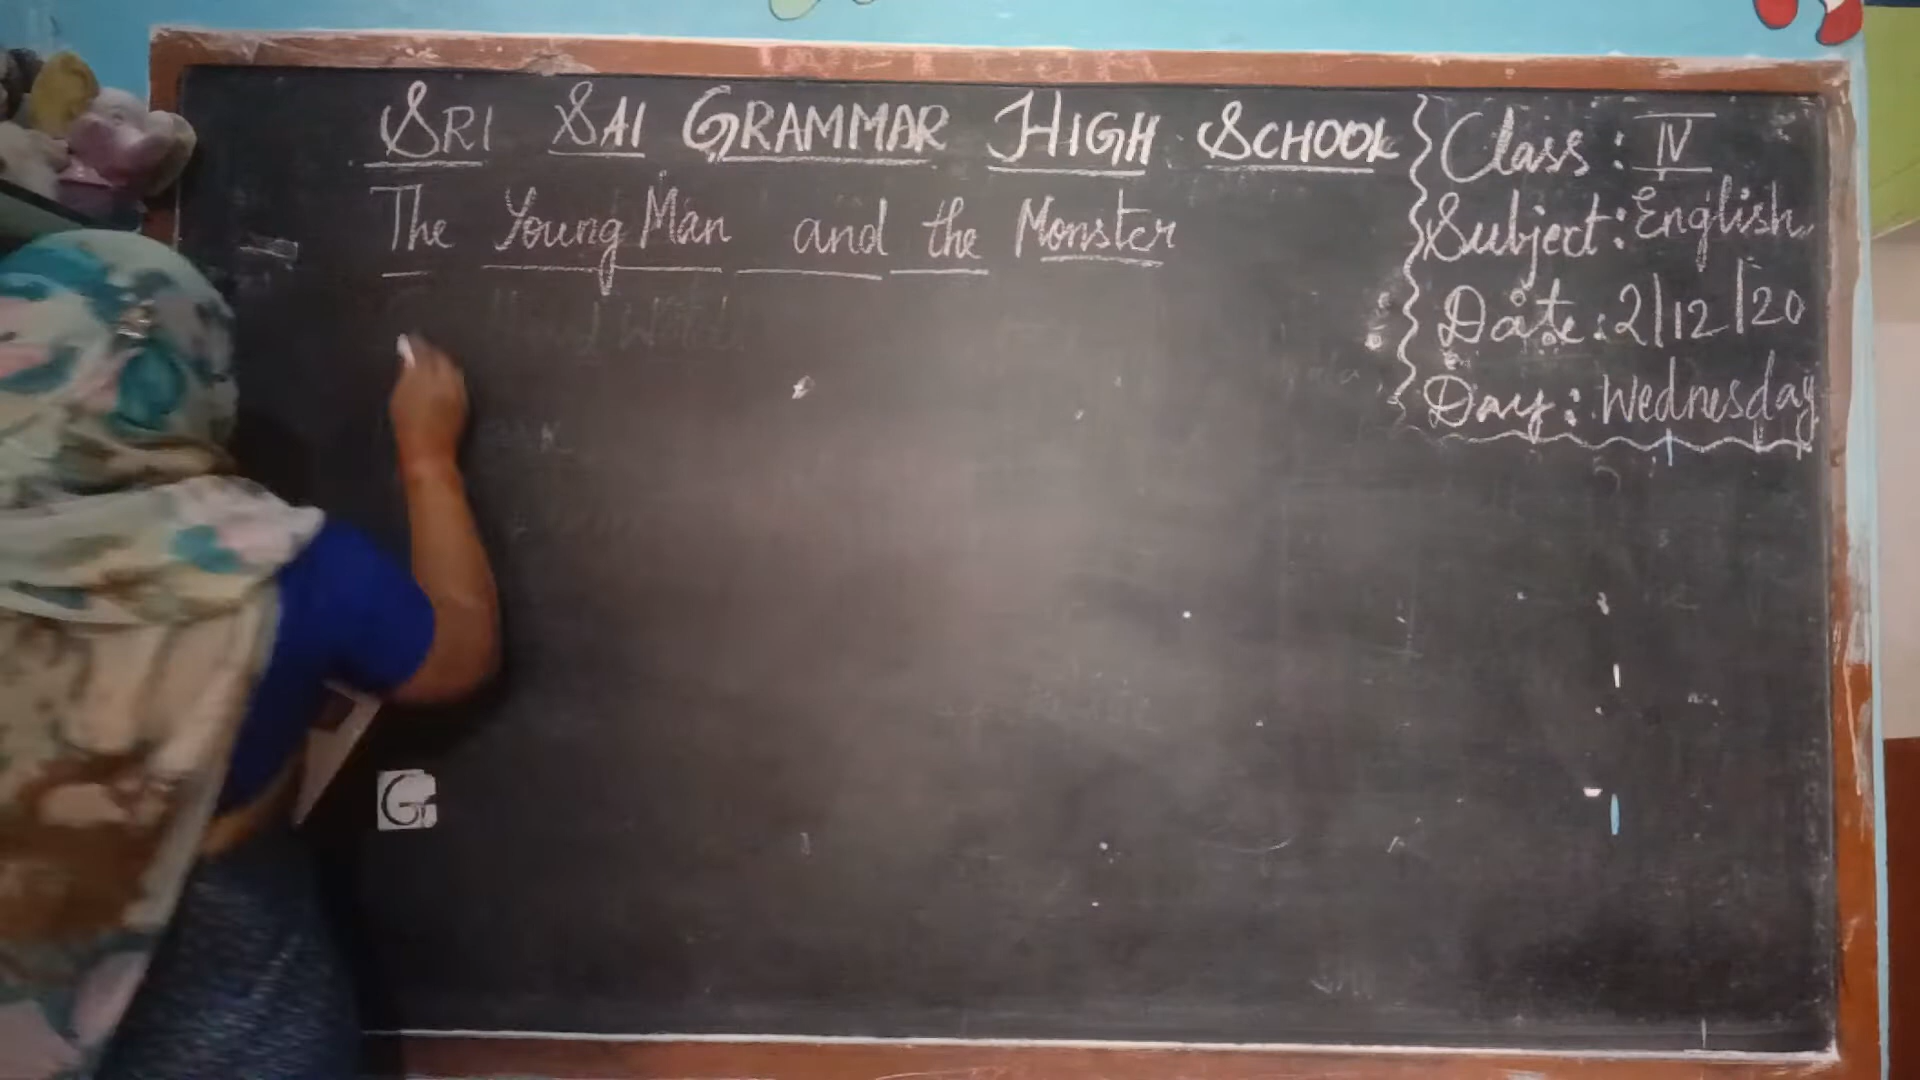 SRI SAI GRAMMAR HIGH SCHOOL
The Young Man and the Monster
Class : IV
Subject : English
Date : 2/12/20
Day : Wednesday
G